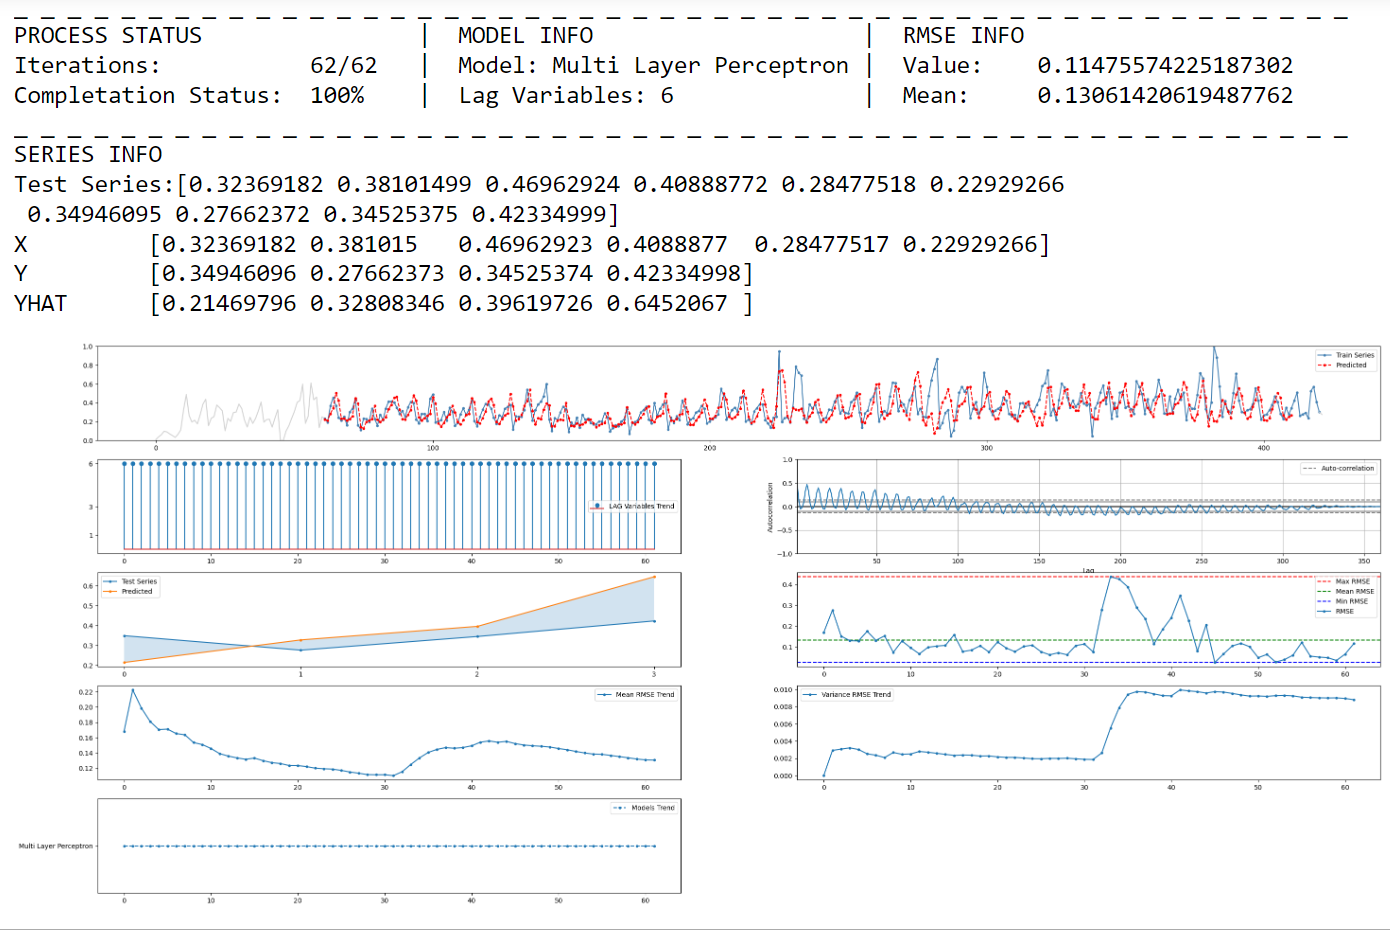 PROCESS STATUS | MODEL INFO | RMSE INFO
Iterations: 62/62 | Model: Multi Layer Perceptron | Value: 0.11475574225187302
Completation Status: 100% | Lag Variables: 6 | Mean: 0.13061420619487762
SERIES INFO
Test Series:[0.32369182 0.38101499 0.46962924 0.40888772 0.28477518 0.22929266
0.34946095 0.27662372 0.34525375 0.42334999]
X [0.32369182 0.381015 0.46962923 0.4088877 0.28477517 0.22929266]
Y [0.34946096 0.27662373 0.34525374 0.42334998]
YHAT [0.21469796 0.32808346 0.39619726 0.6452067 ]
1.0
0.8
0.6
0.4
0.2
0.0
Train Series
Predicted
0 100 200 300 400
6
3
1
LAG Variables Trend
0 10 20 30 40 50 60
1.0
0.5
0.0
−0.5
−1.0
Autocorrelation
Auto-correlation
50 100 150 200 250 300 350
Lag
0.6
0.5
0.4
0.3
0.2
Test Series
Predicted
0 1 2 3
0.4
0.3
0.2
0.1
Max RMSE
Mean RMSE
Min RMSE
RMSE
0 10 20 30 40 50 60
0.22
0.20
0.18
0.16
0.14
0.12
Mean RMSE Trend
0 10 20 30 40 50 60
0.010
0.008
0.006
0.004
0.002
0.000
Variance RMSE Trend
0 10 20 30 40 50 60
Models Trend
Multi Layer Perceptron
0 10 20 30 40 50 60